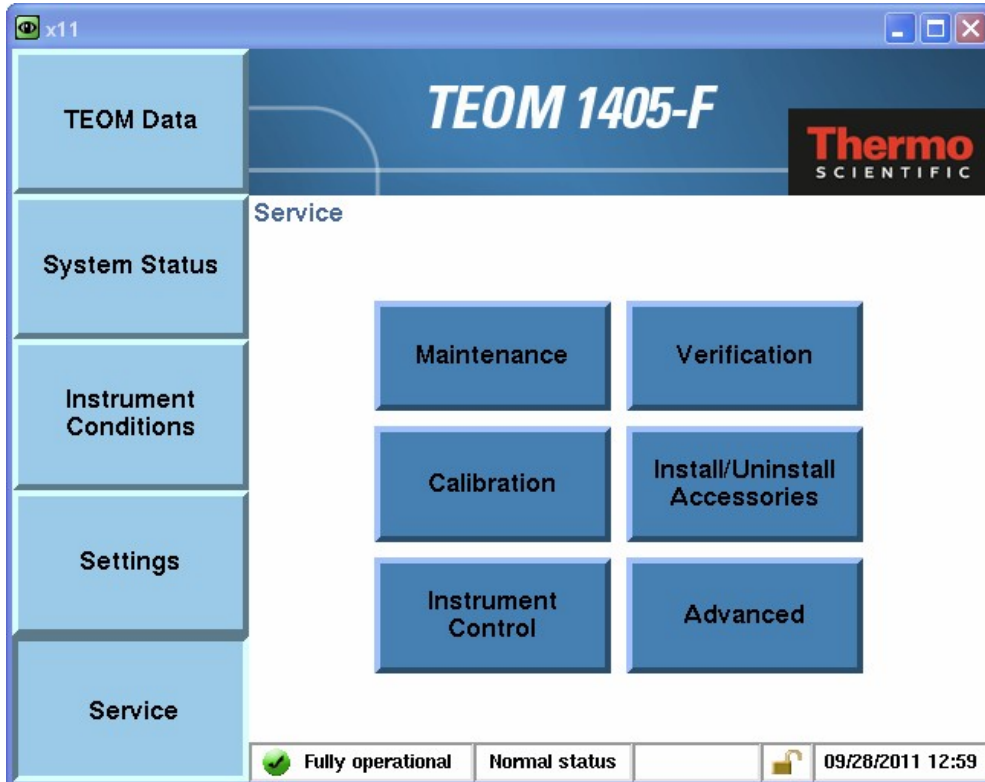 x11
TEOM Data
System Status
Instrument
Conditions
Settings
Service
TEOM 1405-F
Thermo
SCIENTIFIC
Service
Maintenance
Verification
Calibration
Install/Uninstall
Accessories
Instrument
Control
Advanced
Fully operational
Normal status
09/28/2011 12:59